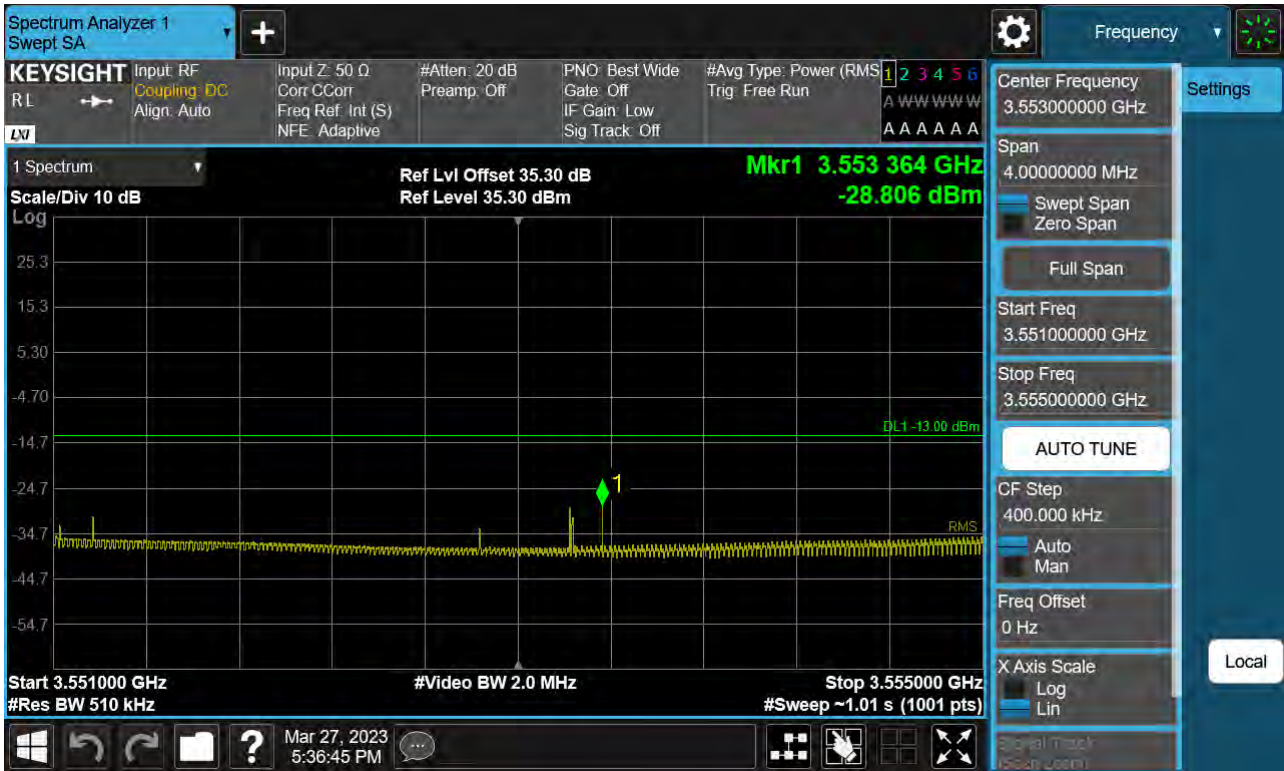 Spectrum Analyzer 1
Swept SA
Frequency
KEYSIGHT
RL
LXI
Input: RF
Coupling: DC
Align: Auto
Input Z: 50 Ω
Corr CCorr
Freq Ref: Int (S)
NFE: Adaptive
#Atten: 20 dB
Preamp: Off
PNO: Best Wide
Gate: Off
IF Gain: Low
Sig Track: Off
#Avg Type: Power (RMS
Trig: Free Run
1 2 3 4 5 6
A W W W W W
A A A A A A
1 Spectrum
Scale/Div 10 dB
Log
Ref Lvl Offset 35.30 dB
Ref Level 35.30 dBm
Mkr1 3.553 364 GHz
-28.806 dBm
25.3
15.3
5.30
-4.70
-14.7
-24.7
-34.7
-44.7
-54.7
DL1 -13.00 dBm
1
RMS
Start 3.551000 GHz
#Res BW 510 kHz
#Video BW 2.0 MHz
Stop 3.555000 GHz
#Sweep ~1.01 s (1001 pts)
Center Frequency
3.553000000 GHz
Span
4.00000000 MHz
Swept Span
Zero Span
Full Span
Start Freq
3.551000000 GHz
Stop Freq
3.555000000 GHz
AUTO TUNE
CF Step
400.000 kHz
Auto
Man
Freq Offset
0 Hz
X Axis Scale
Log
Lin
Signal Track
(Span Zoom)
Settings
Local
?
Mar 27, 2023
5:36:45 PM